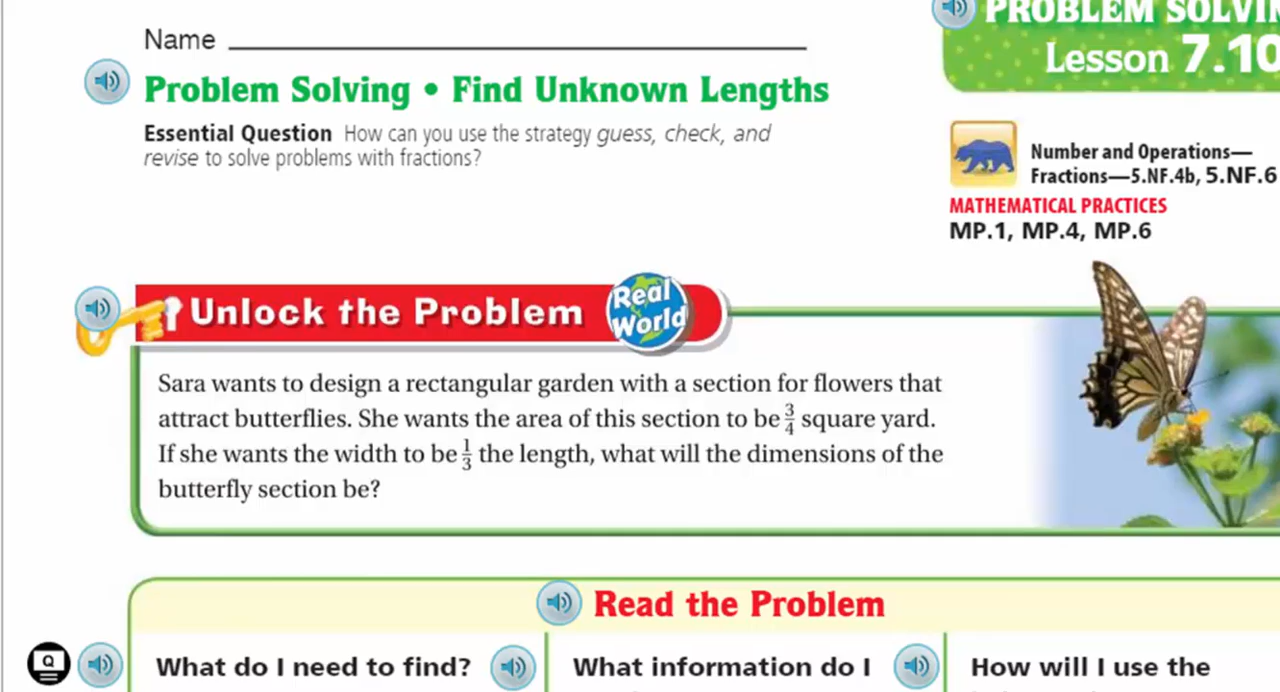 PROBLEM SOLVIN
Lesson 7.10
Name
Problem Solving • Find Unknown Lengths
Essential Question How can you use the strategy guess, check, and
revise to solve problems with fractions?
Number and Operations—
Fractions—5.NF.4b, 5.NF.6
MATHEMATICAL PRACTICES
MP.1, MP.4, MP.6
Unlock the Problem
Real
World
Sara wants to design a rectangular garden with a section for flowers that
attract butterflies. She wants the area of this section to be 3/4 square yard.
If she wants the width to be 1/3 the length, what will the dimensions of the
butterfly section be?
Read the Problem
Q
What do I need to find?
What information do I
How will I use the